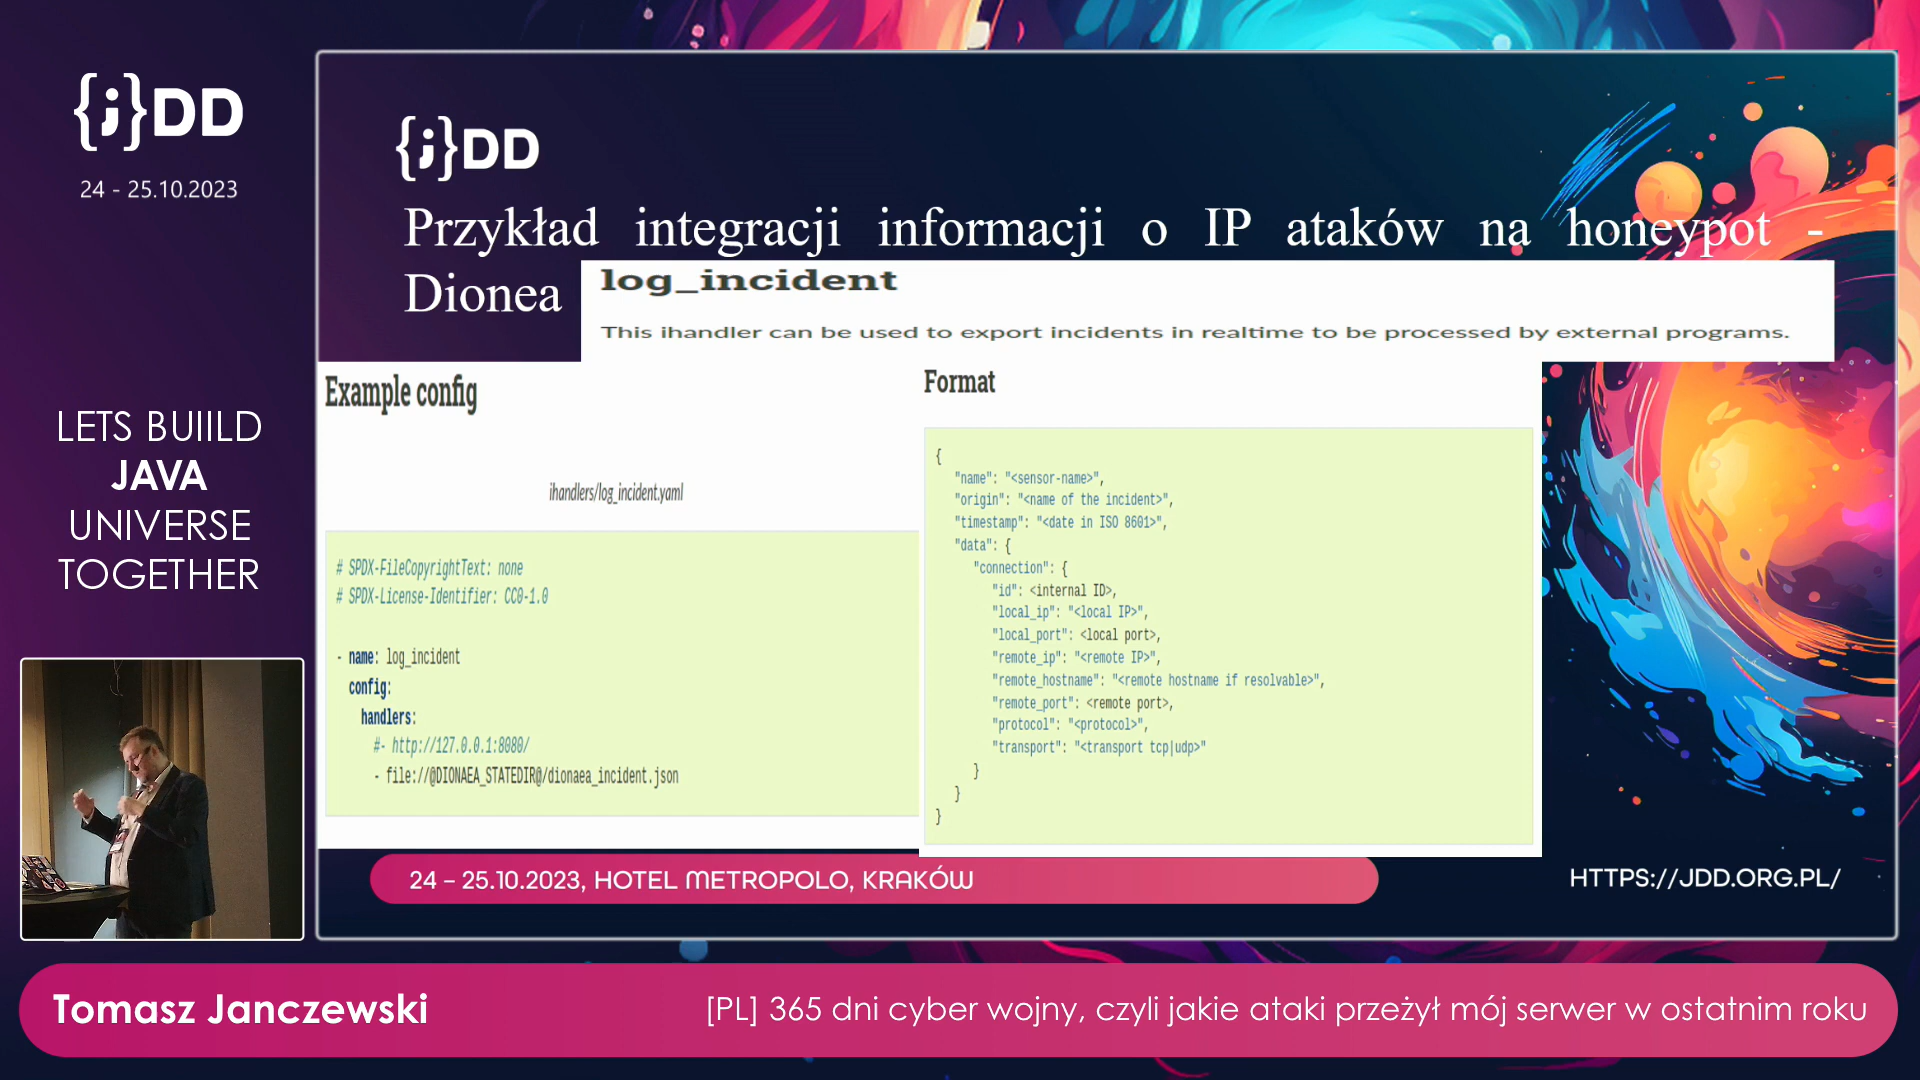 {j}DD
24 - 25.10.2023
LETS BUIILD
JAVA
UNIVERSE
TOGETHER
{j}DD
Przykład integracji informacji o IP ataków na honeypot -
Dionea
log_incident
This ihandler can be used to export incidents in realtime to be processed by external programs.
Example config
ihandlers/log_incident.yaml
# SPDX-FileCopyrightText: none
# SPDX-License-Identifier: CC0-1.0
- name: log_incident
config:
handlers:
#- http://127.0.0.1:8080/
- file://@DIONAEA_STATEDIR@/dionaea_incident.json
Format
{
"name": "<sensor-name>",
"origin": "<name of the incident>",
"timestamp": "<date in ISO 8601>",
"data": {
"connection": {
"id": <internal ID>,
"local_ip": "<local IP>",
"local_port": <local port>,
"remote_ip": "<remote IP>",
"remote_hostname": "<remote hostname if resolvable>",
"remote_port": <remote port>,
"protocol": "<protocol>",
"transport": "<transport tcp|udp>"
}
}
}
24 – 25.10.2023, HOTEL METROPOLO, KRAKÓW
HTTPS://JDD.ORG.PL/
Tomasz Janczewski
[PL] 365 dni cyber wojny, czyli jakie ataki przeżył mój serwer w ostatnim roku